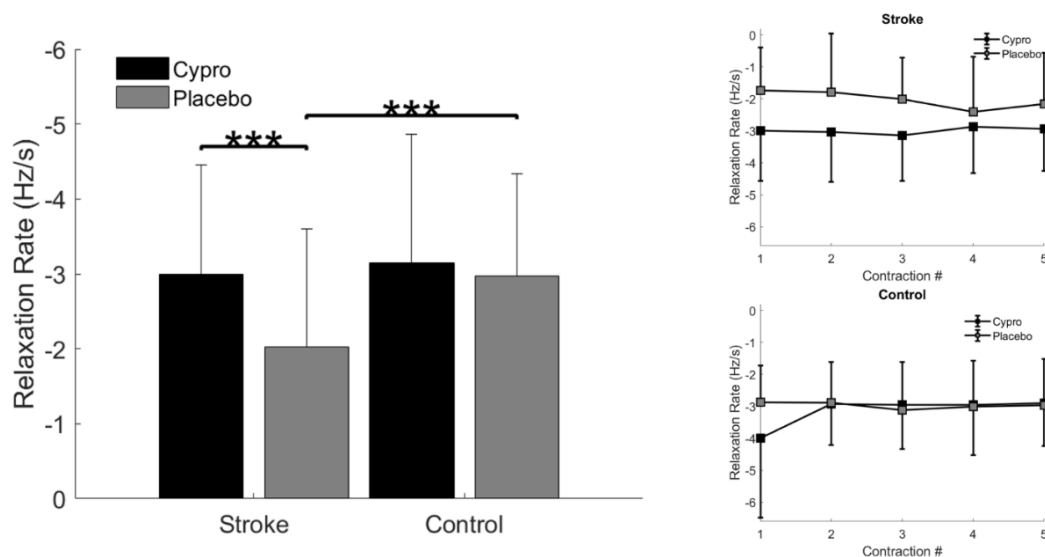 -6
-5
-4
-3
-2
-1
0
Relaxation Rate (Hz/s)
Cypro
Placebo
***
***
Stroke
Control
Stroke
Cypro
Placebo
0
-1
-2
-3
-4
-5
-6
Relaxation Rate (Hz/s)
1 2 3 4 5
Contraction #
Control
Cypro
Placebo
0
-1
-2
-3
-4
-5
-6
Relaxation Rate (Hz/s)
1 2 3 4 5
Contraction #